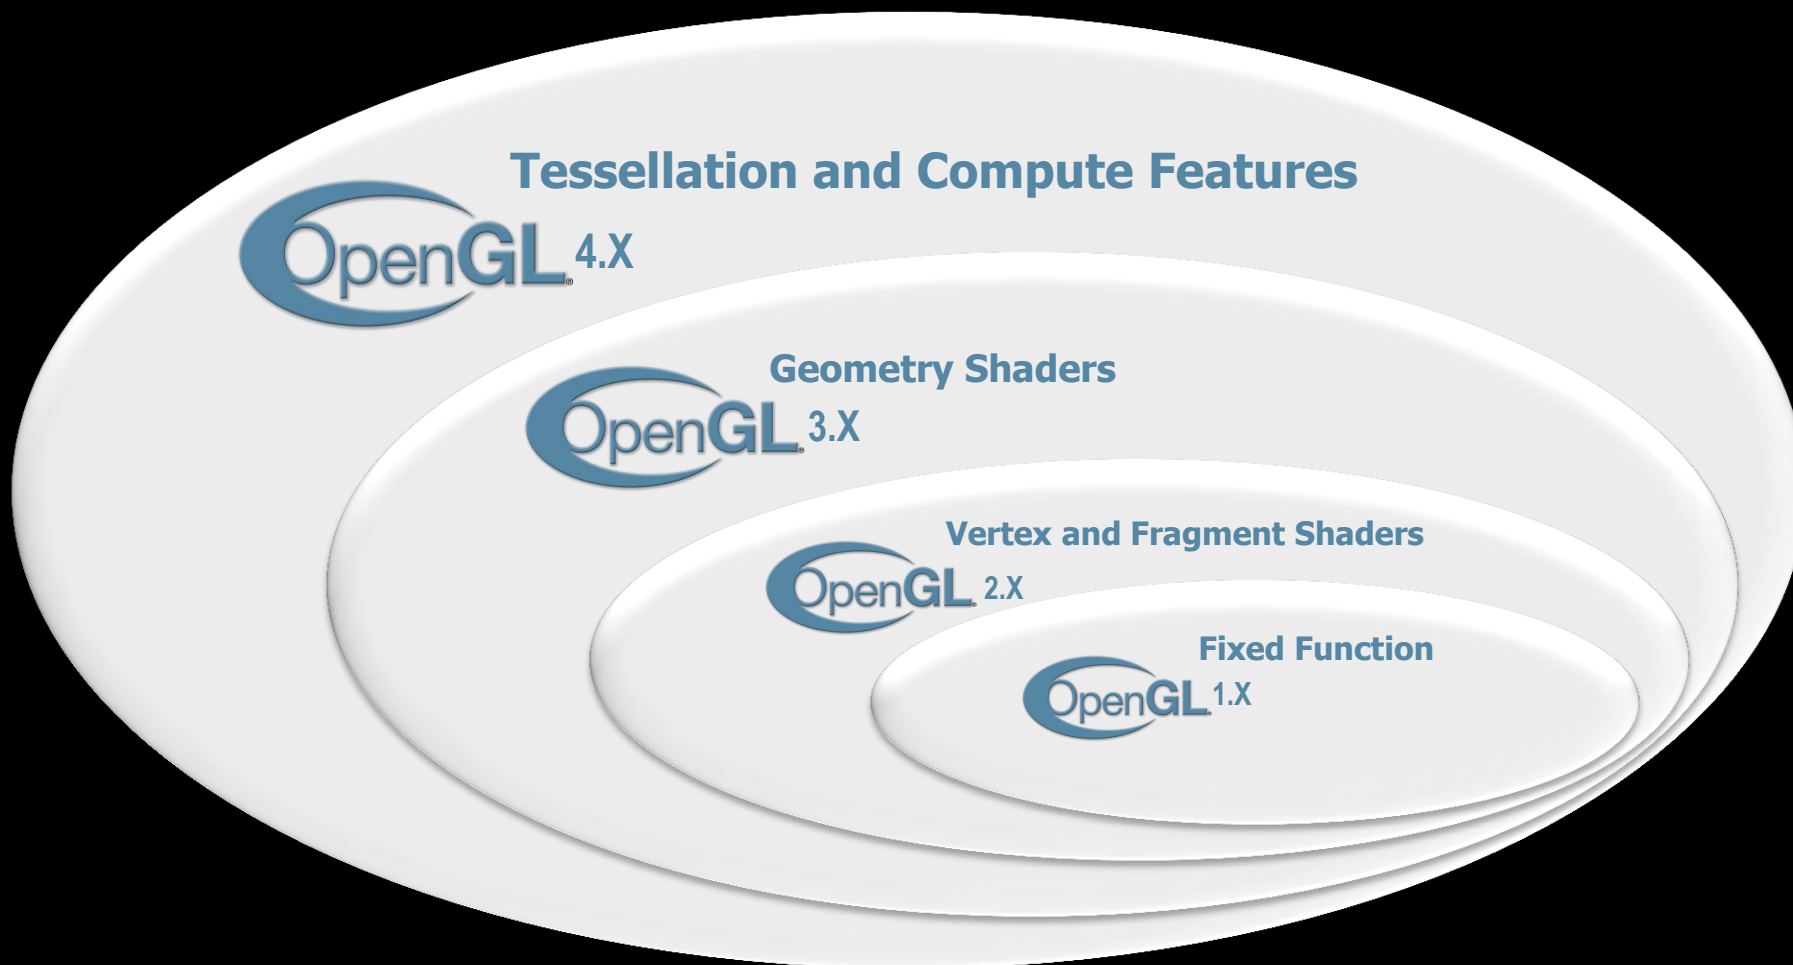 Tessellation and Compute Features
OpenGL® 4.X
Geometry Shaders
OpenGL® 3.X
Vertex and Fragment Shaders
OpenGL® 2.X
Fixed Function
OpenGL® 1.X